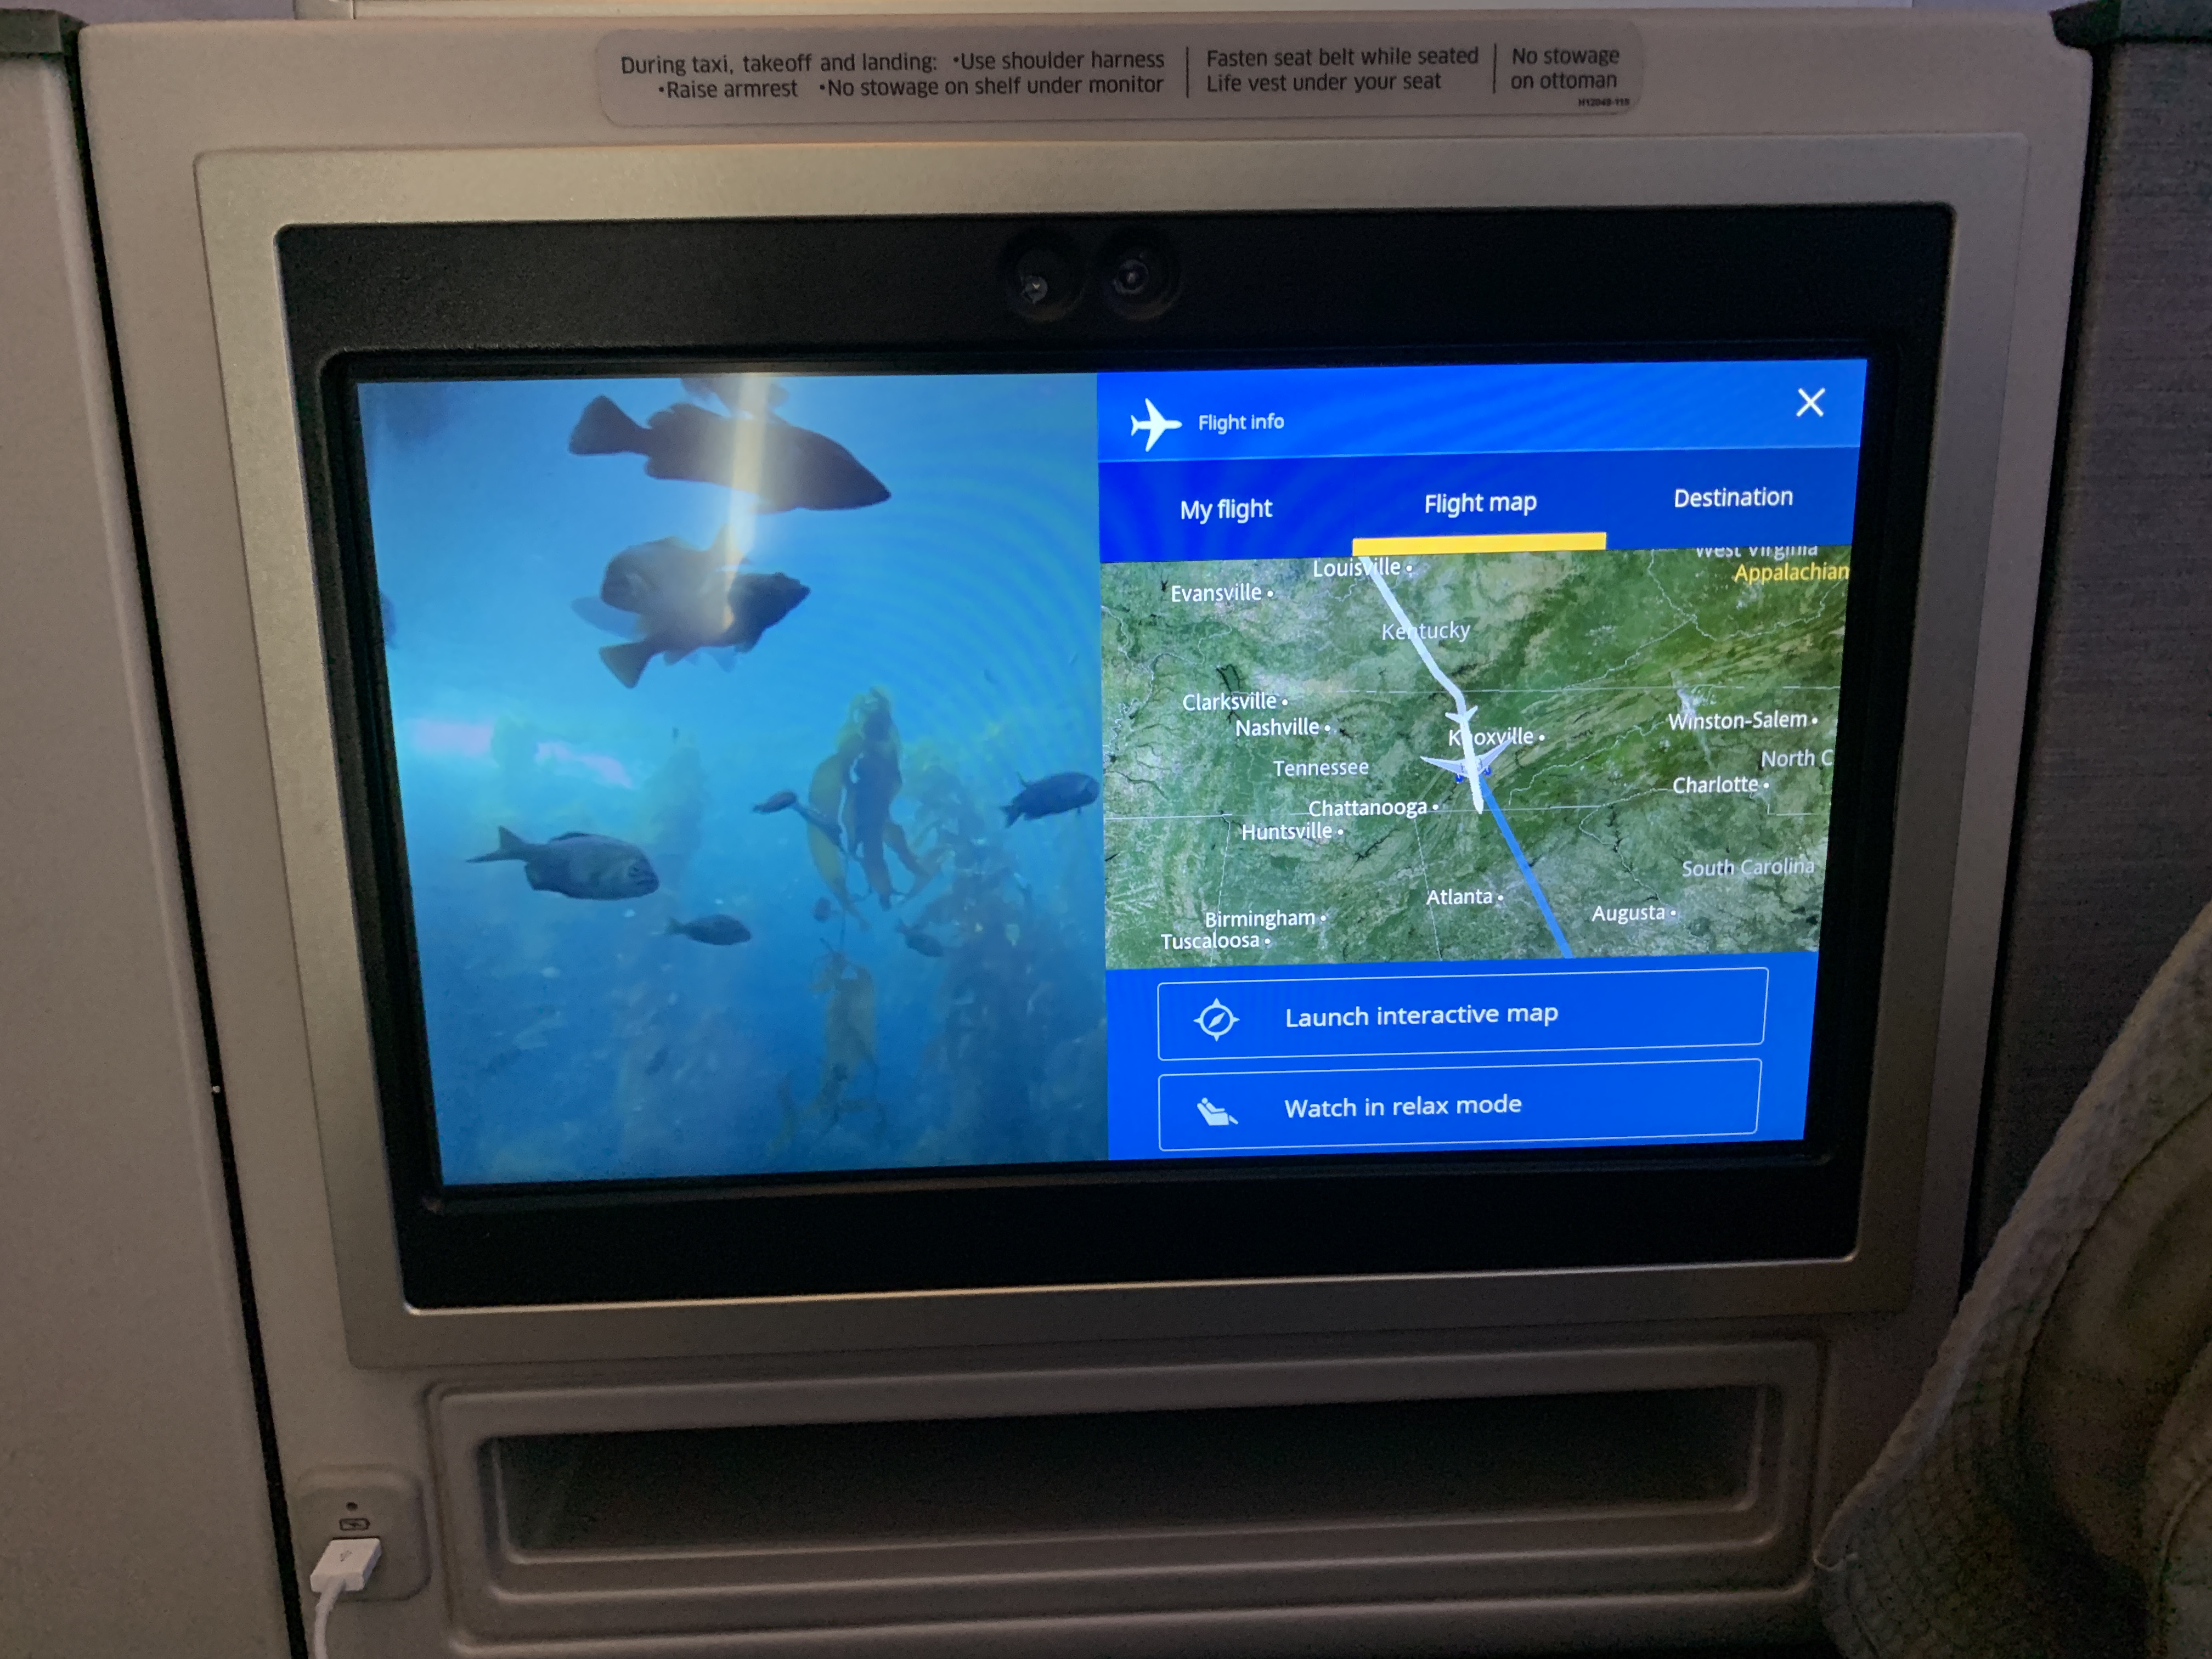 During taxi, takeoff and landing: •Use shoulder harness
•Raise armrest •No stowage on shelf under monitor
Fasten seat belt while seated
Life vest under your seat
No stowage
on ottoman
Flight info
My flight
Flight map
Destination
West Virginia
Appalachian
Louisville
Evansville
Kentucky
Clarksville
Nashville
Knoxville
Winston-Salem
North C
Tennessee
Charlotte
Chattanooga
Huntsville
South Carolina
Atlanta
Augusta
Birmingham
Tuscaloosa
Launch interactive map
Watch in relax mode